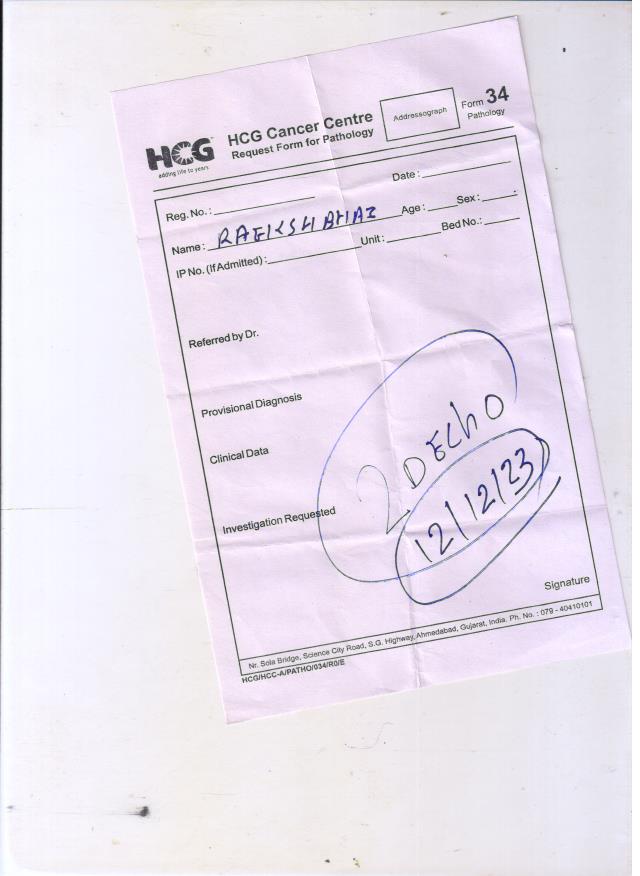 HCG
adding life to years
HCG Cancer Centre
Request Form for Pathology
Addressograph
Form 34
Pathology
Reg. No.:
Date:
Name:
Age: Sex:
IP No. (If Admitted): Unit: Bed No.:
Referred by Dr.
Provisional Diagnosis
Clinical Data
Investigation Requested
2D ECHO
12/12/23
Signature
Nr. Sola Bridge, Science City Road, S.G. Highway, Ahmedabad, Gujarat, India. Ph. No.: 079 - 40410101
HCG/HCC-A/PATHO/034/R0/E